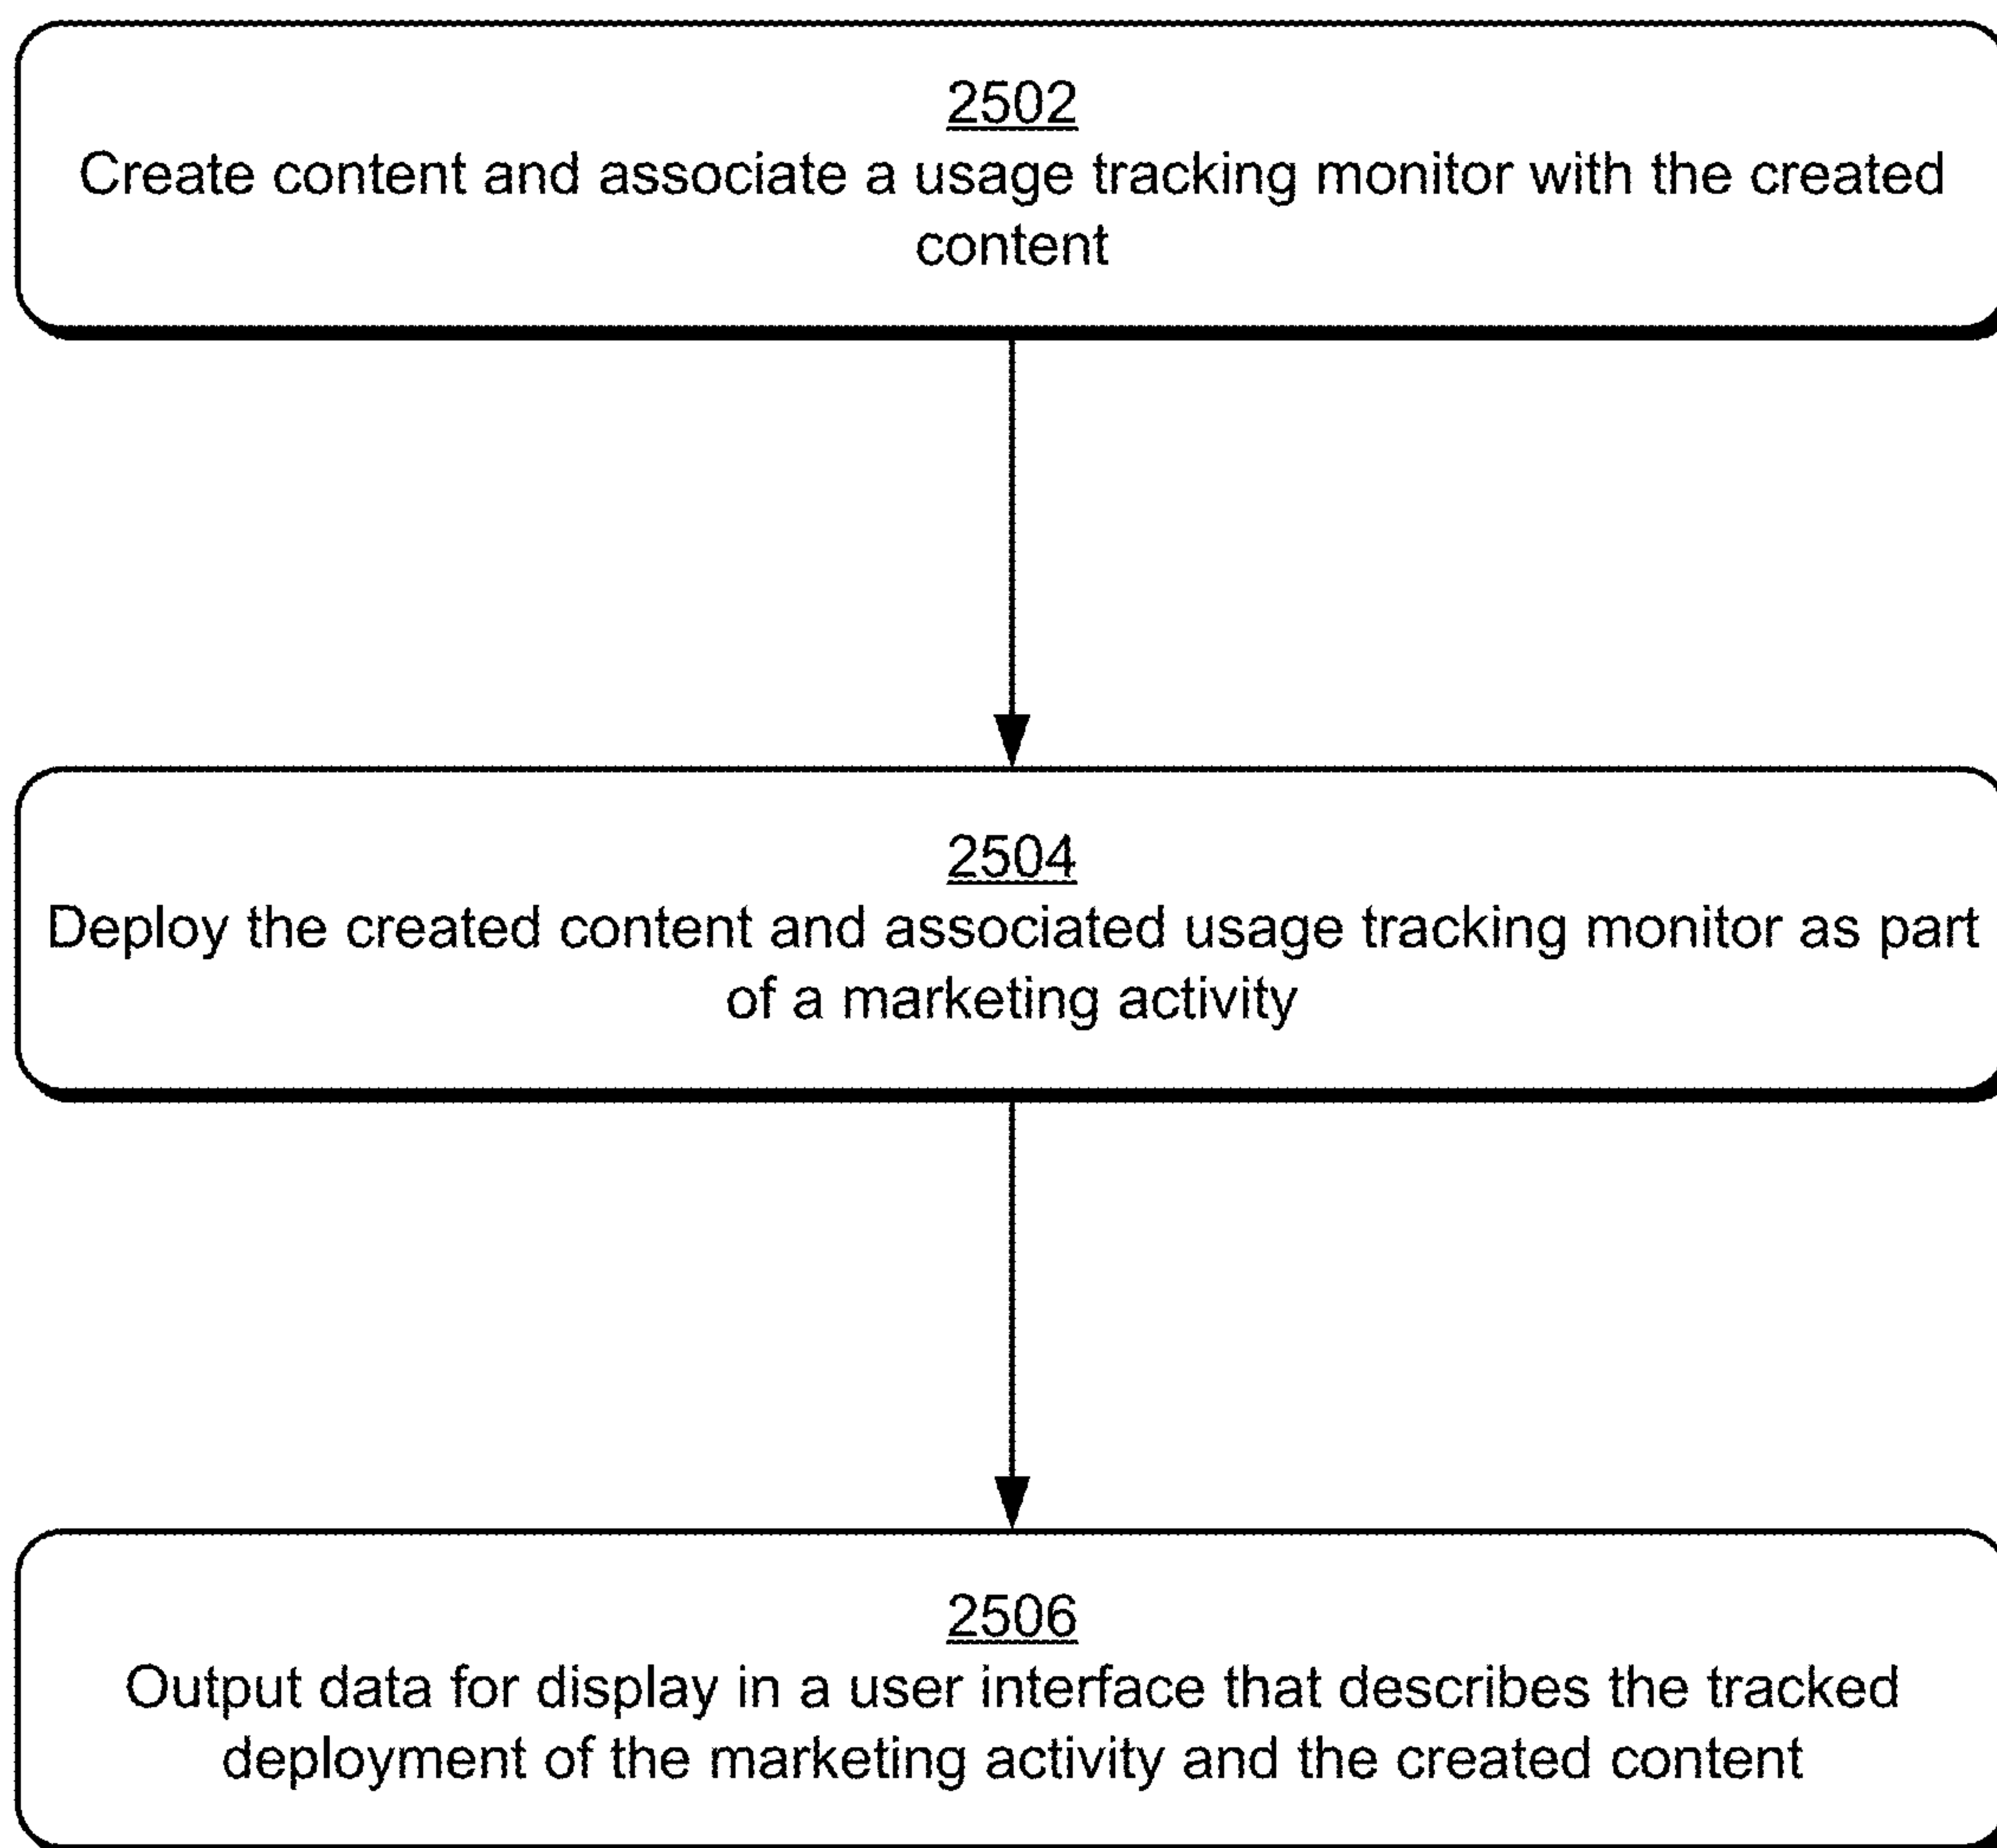 2502
Create content and associate a usage tracking monitor with the created
content
2504
Deploy the created content and associated usage tracking monitor as part
of a marketing activity
2506
Output data for display in a user interface that describes the tracked
deployment of the marketing activity and the created content